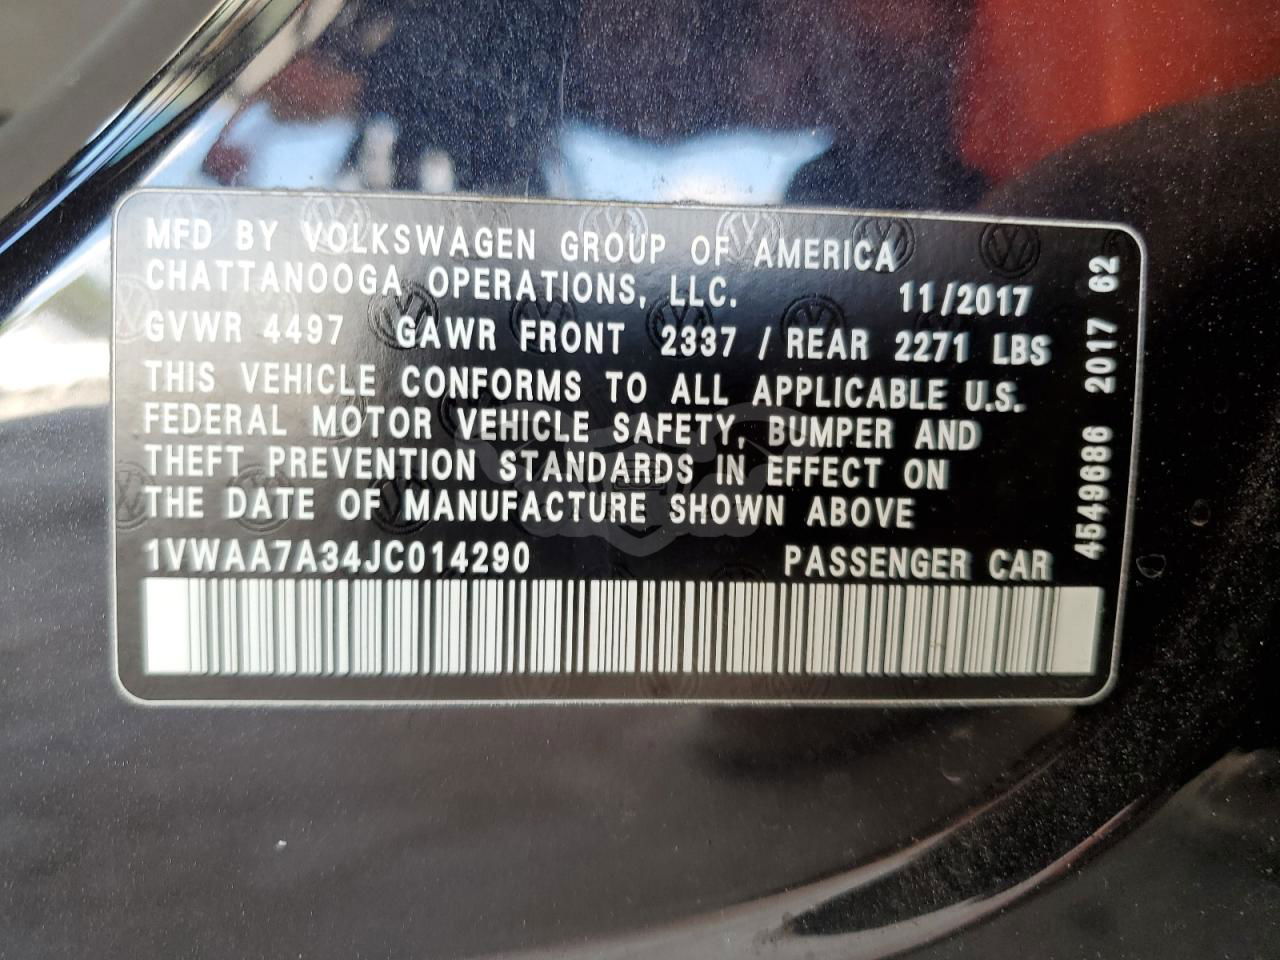 MFD BY VOLKSWAGEN GROUP OF AMERICA
CHATTANOOGA OPERATIONS, LLC. 11/2017
GVWR 4497 GAWR FRONT 2337 / REAR 2271 LBS
THIS VEHICLE CONFORMS TO ALL APPLICABLE U.S.
FEDERAL MOTOR VEHICLE SAFETY, BUMPER AND
THEFT PREVENTION STANDARDS IN EFFECT ON
THE DATE OF MANUFACTURE SHOWN ABOVE
1VWAA7A34JC014290 PASSENGER CAR
4549686 2017 62